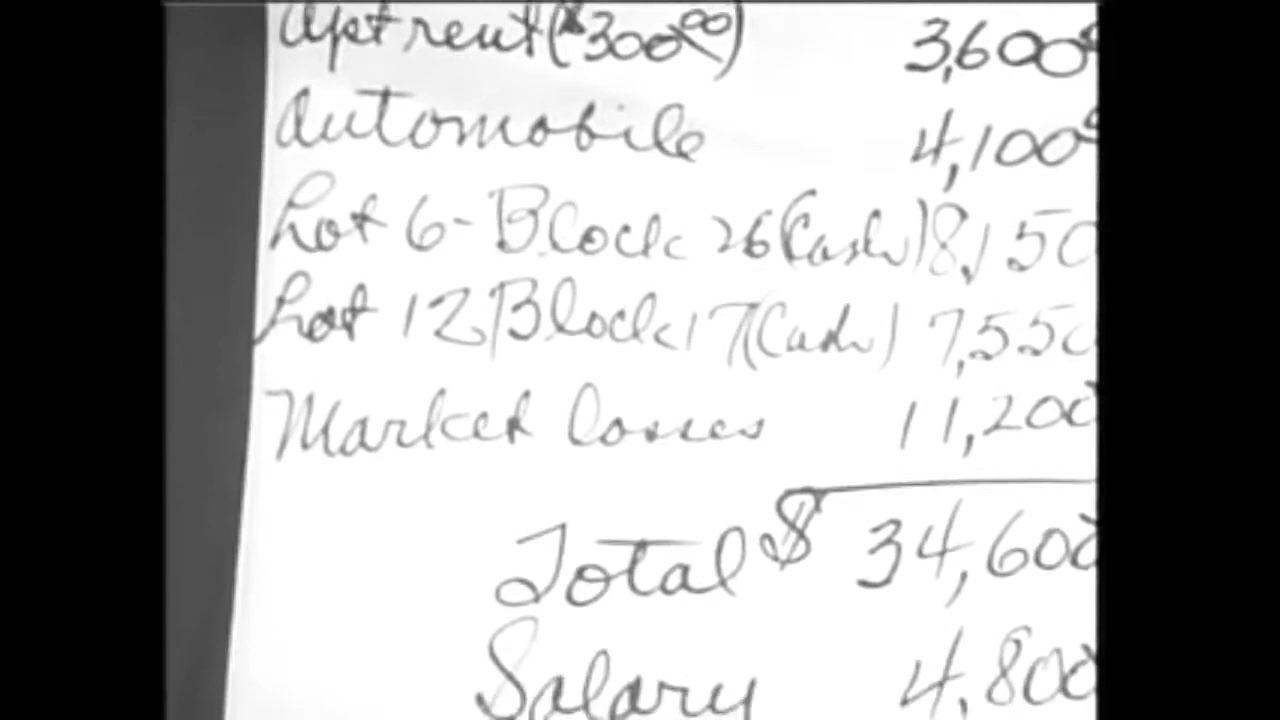 Apt rent ($300 00) 3,600
Automobile 4,100
Lot 6 - Block 26 (Cash) 8,150
Lot 12 Block 17 (Cash) 7,550
Market losses 11,200
Total $ 34,600
Salary 4,800